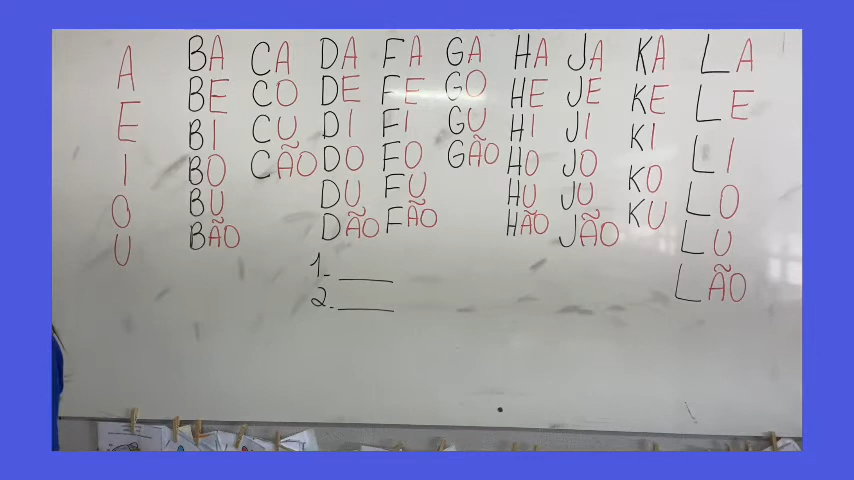 A
E
I
O
U
BA
BE
BI
BO
BU
BÃO
CA
CO
CU
CÃO
DA
DE
DI
DO
DU
DÃO
FA
FE
FI
FO
FU
FÃO
GA
GO
GU
GÃO
HA
HE
HI
HO
HU
HÃO
JA
JE
JI
JO
JU
JÃO
KA
KE
KI
KO
KU
LA
LE
LI
LO
LU
LÃO
1- ____
2- ____